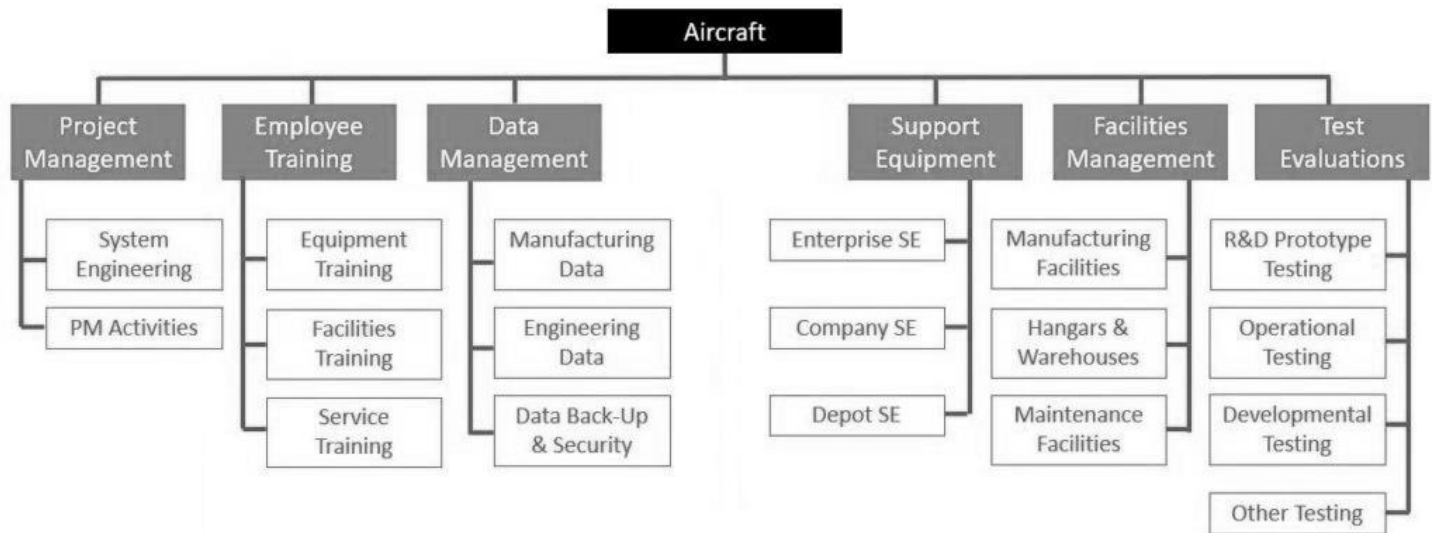 Aircraft
Project
Management
Employee
Training
Data
Management
Support
Equipment
Facilities
Management
Test
Evaluations
System
Engineering
PM Activities
Equipment
Training
Facilities
Training
Service
Training
Manufacturing
Data
Engineering
Data
Data Back-Up
& Security
Enterprise SE
Company SE
Depot SE
Manufacturing
Facilities
Hangars &
Warehouses
Maintenance
Facilities
R&D Prototype
Testing
Operational
Testing
Developmental
Testing
Other Testing